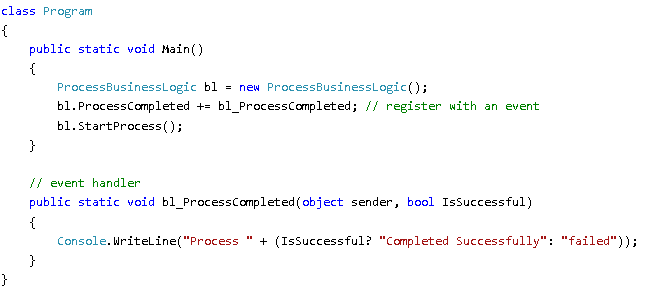 class Program
{
    public static void Main()
    {
        ProcessBusinessLogic bl = new ProcessBusinessLogic();
        bl.ProcessCompleted += bl_ProcessCompleted; // register with an event
        bl.StartProcess();
    }

    // event handler
    public static void bl_ProcessCompleted(object sender, bool IsSuccessful)
    {
        Console.WriteLine("Process " + (IsSuccessful? "Completed Successfully": "failed"));
    }
}